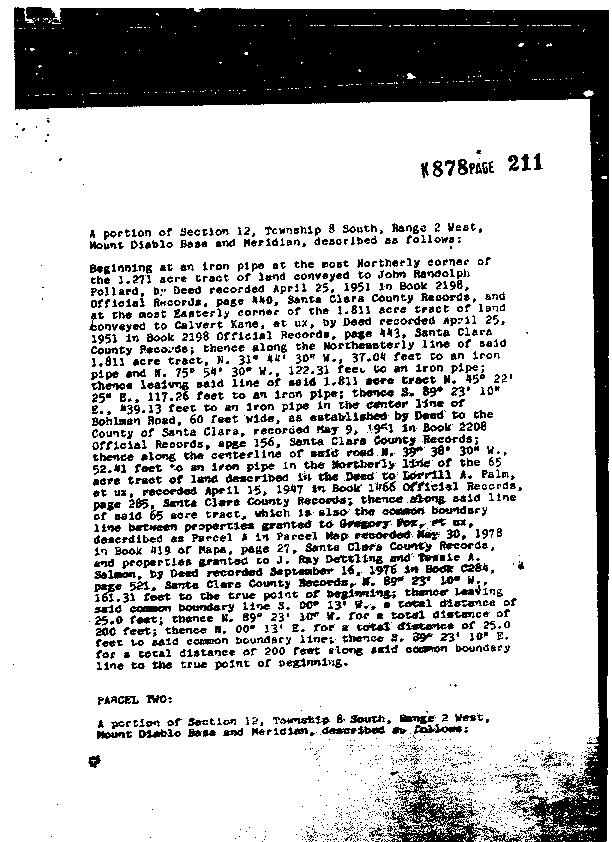 K878PAGE 211
A portion of Section 12, Township 8 South, Range 2 West,
Mount Diablo Base and Meridian, described as follows:
Beginning at an iron pipe at the most Northerly corner of
the 1.271 acre tract of land conveyed to John Randolph
Pollard, by Deed recorded April 25, 1951 in Book 2198,
Official Records, page 440, Santa Clara County Records, and
at the most Easterly corner of the 1.811 acre tract of land
conveyed to Calvert Kane, at ux, by Deed recorded April 25,
1951 in Book 2198 Official Records, page 443, Santa Clara
County Records; thence along the Northeasterly line of said
1.811 acre tract, N. 31° 44' 30" W., 37.04 feet to an iron
pipe and N. 75° 54' 30" W., 122.31 feet to an iron pipe;
thence leaivng said line of said 1.811 acre tract N. 45° 22'
25" E., 117.26 feet to an iron pipe; thence S. 89° 23' 10"
E., 439.13 feet to an iron pipe in the center line of
Bohlman Road, 60 feet wide, as established by Deed to the
County of Santa Clara, recorded May 9, 1951 in Book 2208
Official Records, apge 156, Santa Clara County Records;
thence along the centerline of said road N. 39° 38' 30" W.,
52.41 feet to an iron pipe in the Northerly line of the 65
acre tract of land described in the Deed to Lorrill A. Palm,
at ux, recorded April 15, 1947 in Book 1466 Official Records,
page 285, Santa Clara County Records; thence along said line
of said 65 acre tract, which is also the common boundary
line between properties granted to Gregory Fox, et ux,
described as Parcel A in Parcel Map recorded May 30, 1978
in Book 419 of Maps, page 27, Santa Clara County Records,
and properties granted to J. Ray Dettling and Tessie A.
Salmon, by Deed recorded September 16, 1976 in Book C284,
page 521, Santa Clara County Records, N. 89° 23' 10" W.,
161.31 feet to the true point of beginning; thence leaving
said common boundary line S. 00° 13' W., a total distance of
25.0 feet; thence N. 89° 23' 10" W. for a total distance of
200 feet; thence N. 00° 13' E. for a total distance of 25.0
feet to said common boundary line; thence S. 89° 23' 10" E.
for a total distance of 200 feet along said common boundary
line to the true point of beginning.
PARCEL TWO:
A portion of Section 12, Township 8 South, Range 2 West,
Mount Diablo Base and Meridian, described as follows: